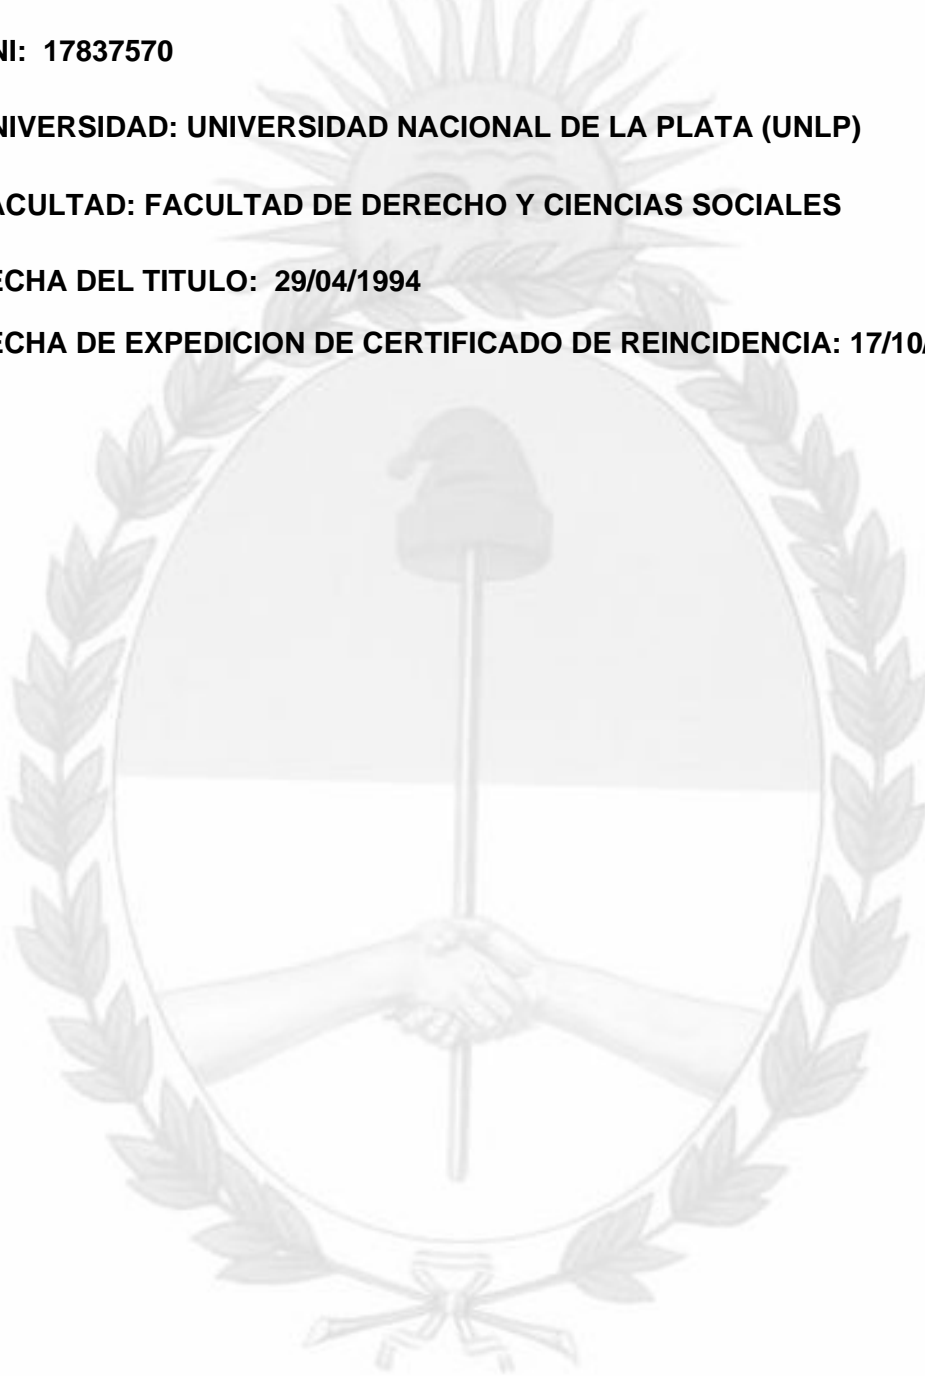 NI: 17837570
NIVERSIDAD: UNIVERSIDAD NACIONAL DE LA PLATA (UNLP)
ACULTAD: FACULTAD DE DERECHO Y CIENCIAS SOCIALES
ECHA DEL TITULO: 29/04/1994
ECHA DE EXPEDICION DE CERTIFICADO DE REINCIDENCIA: 17/10/